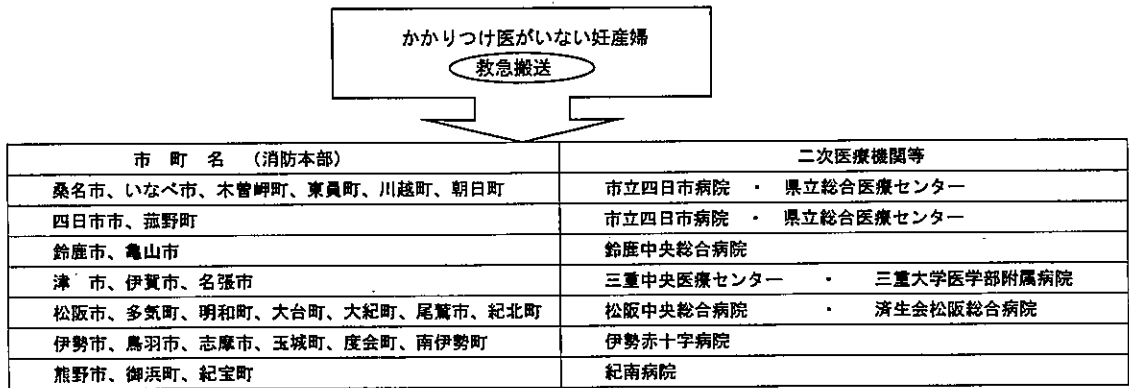 かかりつけ医がいない妊産婦
救急搬送
市 町 名 (消防本部) 二次医療機関等
桑名市、いなべ市、木曽岬町、東員町、川越町、朝日町 市立四日市病院 ・ 県立総合医療センター
四日市市、菰野町 市立四日市病院 ・ 県立総合医療センター
鈴鹿市、亀山市 鈴鹿中央総合病院
津 市、伊賀市、名張市 三重中央医療センター ・ 三重大学医学部附属病院
松阪市、多気町、明和町、大台町、大紀町、尾鷲市、紀北町 松阪中央総合病院 ・ 済生会松阪総合病院
伊勢市、鳥羽市、志摩市、玉城町、度会町、南伊勢町 伊勢赤十字病院
熊野市、御浜町、紀宝町 紀南病院